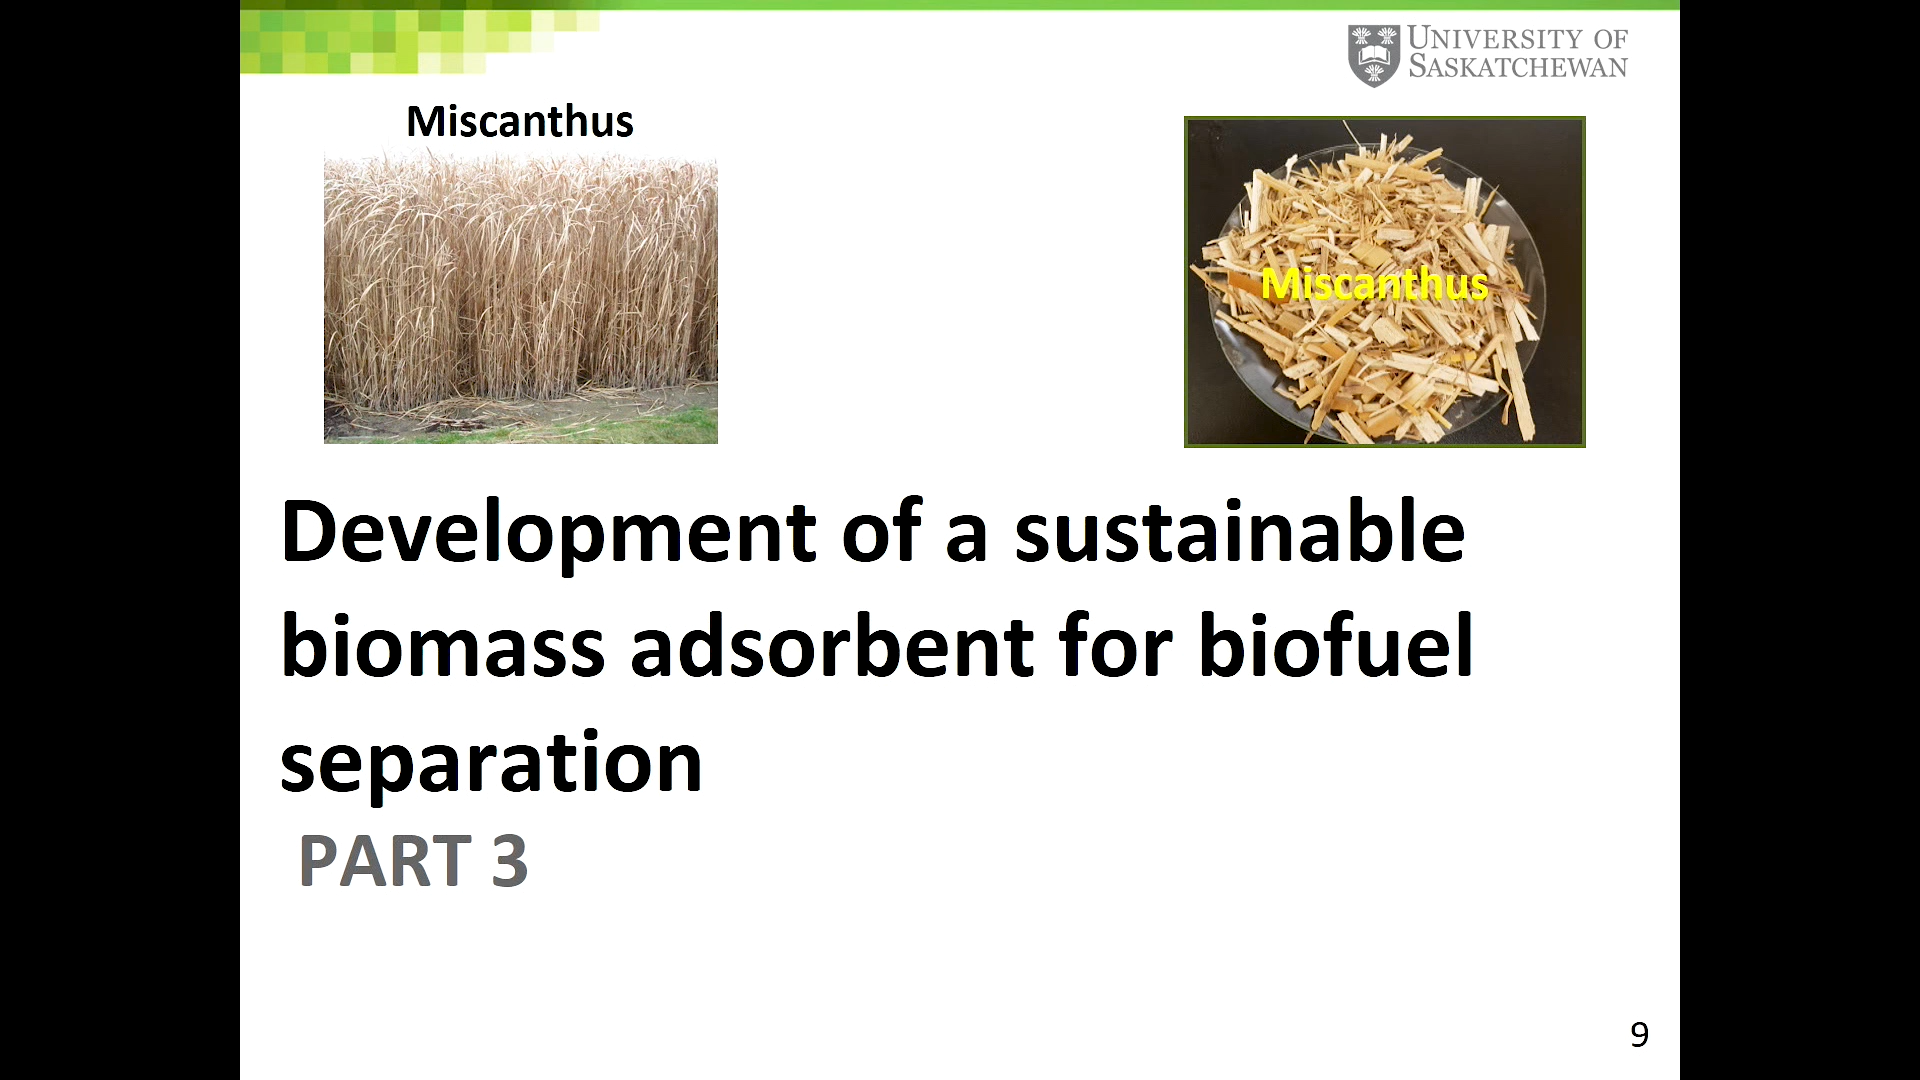 UNIVERSITY OF
SASKATCHEWAN
Miscanthus
Miscanthus
Development of a sustainable
biomass adsorbent for biofuel
separation
PART 3
9